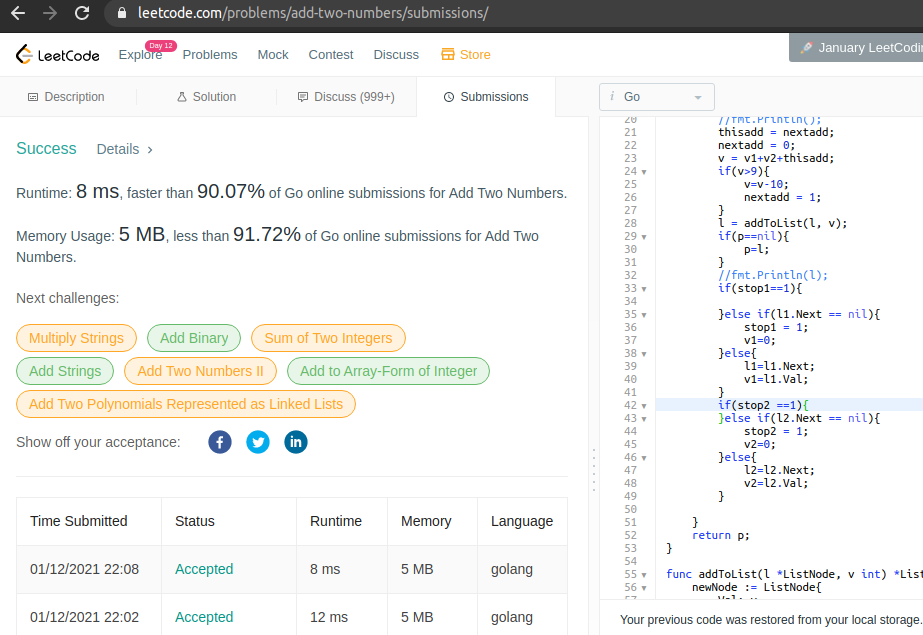 leetcode.com/problems/add-two-numbers/submissions/
LeetCode Explore Day 12 Problems Mock Contest Discuss Store
January LeetCodin
Description Solution Discuss (999+) Submissions
i Go
Success Details >
Runtime: 8 ms, faster than 90.07% of Go online submissions for Add Two Numbers.
Memory Usage: 5 MB, less than 91.72% of Go online submissions for Add Two
Numbers.
Next challenges:
Multiply Strings Add Binary Sum of Two Integers
Add Strings Add Two Numbers II Add to Array-Form of Integer
Add Two Polynomials Represented as Linked Lists
Show off your acceptance:
Time Submitted Status Runtime Memory Language
01/12/2021 22:08 Accepted 8 ms 5 MB golang
01/12/2021 22:02 Accepted 12 ms 5 MB golang
20 //fmt.Println();
21 thisadd = nextadd;
22 nextadd = 0;
23 v = v1+v2+thisadd;
24 if(v>9){
25 v=v-10;
26 nextadd = 1;
27 }
28 l = addToList(l, v);
29 if(p==nil){
30 p=l;
31 }
32 //fmt.Println(l);
33 if(stop1==1){
34
35 }else if(l1.Next == nil){
36 stop1 = 1;
37 v1=0;
38 }else{
39 l1=l1.Next;
40 v1=l1.Val;
41 }
42 if(stop2 ==1){
43 }else if(l2.Next == nil){
44 stop2 = 1;
45 v2=0;
46 }else{
47 l2=l2.Next;
48 v2=l2.Val;
49 }
50
51 }
52 return p;
53 }
54
55 func addToList(l *ListNode, v int) *List
56 newNode := ListNode{
Your previous code was restored from your local storage.